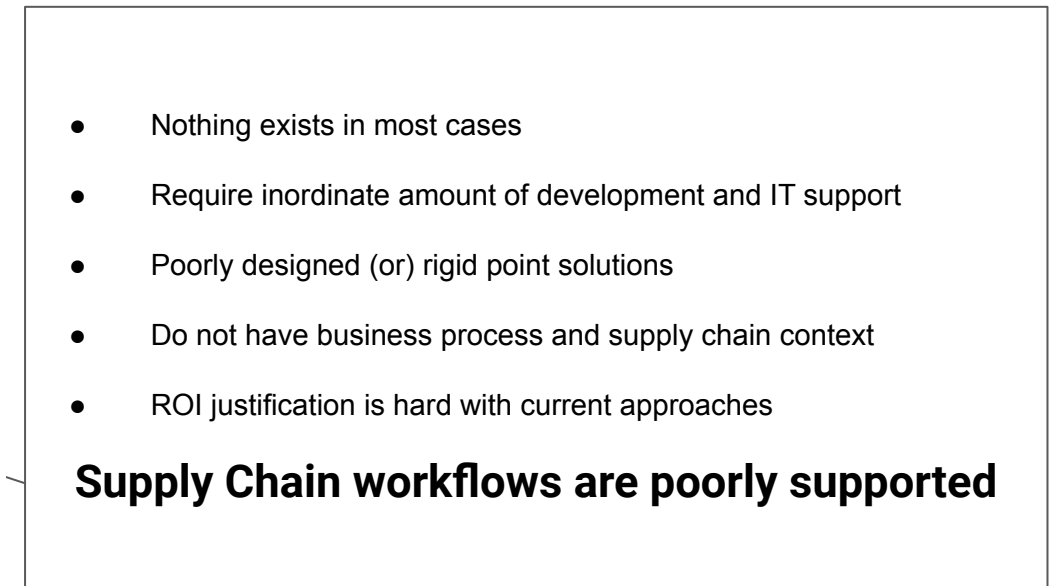 ● Nothing exists in most cases
● Require inordinate amount of development and IT support
● Poorly designed (or) rigid point solutions
● Do not have business process and supply chain context
● ROI justification is hard with current approaches
Supply Chain workflows are poorly supported